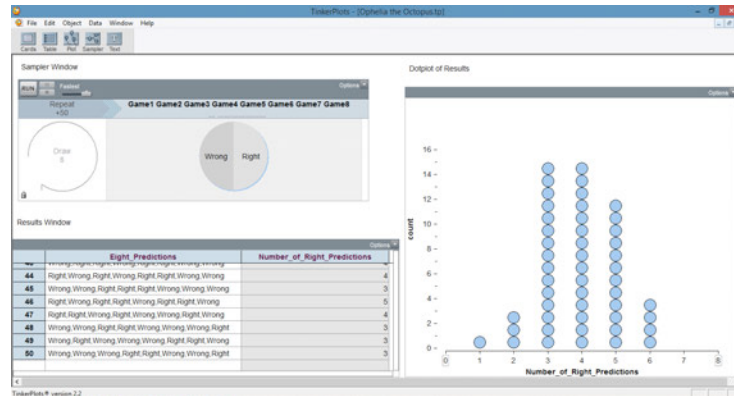 TinkerPlots - [Ophelia the Octopus.tp]
File Edit Object Data Window Help
Cards Table Plot Sampler Text
Sampler Window
RUN Fastest Options
Repeat
+50
Game1 Game2 Game3 Game4 Game5 Game6 Game7 Game8
Draw
8
Wrong Right
Results Window
Options
Eight_Predictions Number_of_Right_Predictions
44 Right,Wrong,Right,Wrong,Right,Right,Wrong,Wrong 4
45 Wrong,Wrong,Right,Right,Right,Wrong,Wrong,Wrong 3
46 Right,Wrong,Right,Right,Wrong,Right,Right,Wrong 5
47 Right,Right,Wrong,Right,Wrong,Wrong,Right,Wrong 4
48 Wrong,Right,Right,Wrong,Wrong,Wrong,Wrong,Right 3
49 Wrong,Right,Wrong,Wrong,Wrong,Right,Right,Wrong 3
50 Wrong,Wrong,Wrong,Right,Right,Wrong,Wrong,Right 3
Dotplot of Results
Options
16
14
12
10
8
6
4
2
0
count
0 1 2 3 4 5 6 7 8
Number_of_Right_Predictions
TinkerPlots® version 2.2